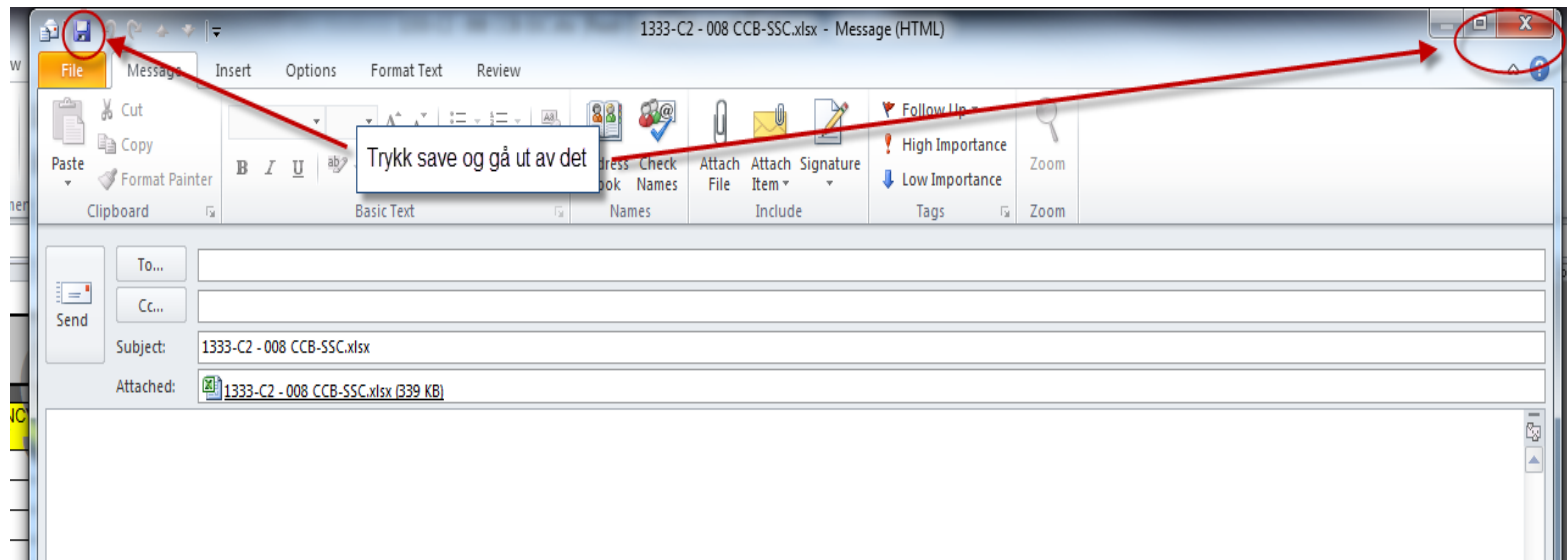 1333-C2 - 008 CCB-SSC.xlsx - Message (HTML)
File Message Insert Options Format Text Review
Cut
Copy
Format Painter
Paste
Clipboard
B I U
Basic Text
Trykk save og gå ut av det
Check
Names
Names
Attach File
Attach Item
Signature
Include
Follow Up
High Importance
Low Importance
Tags
Zoom
Zoom
Send
To...
Cc...
Subject: 1333-C2 - 008 CCB-SSC.xlsx
Attached: 1333-C2 - 008 CCB-SSC.xlsx (339 KB)